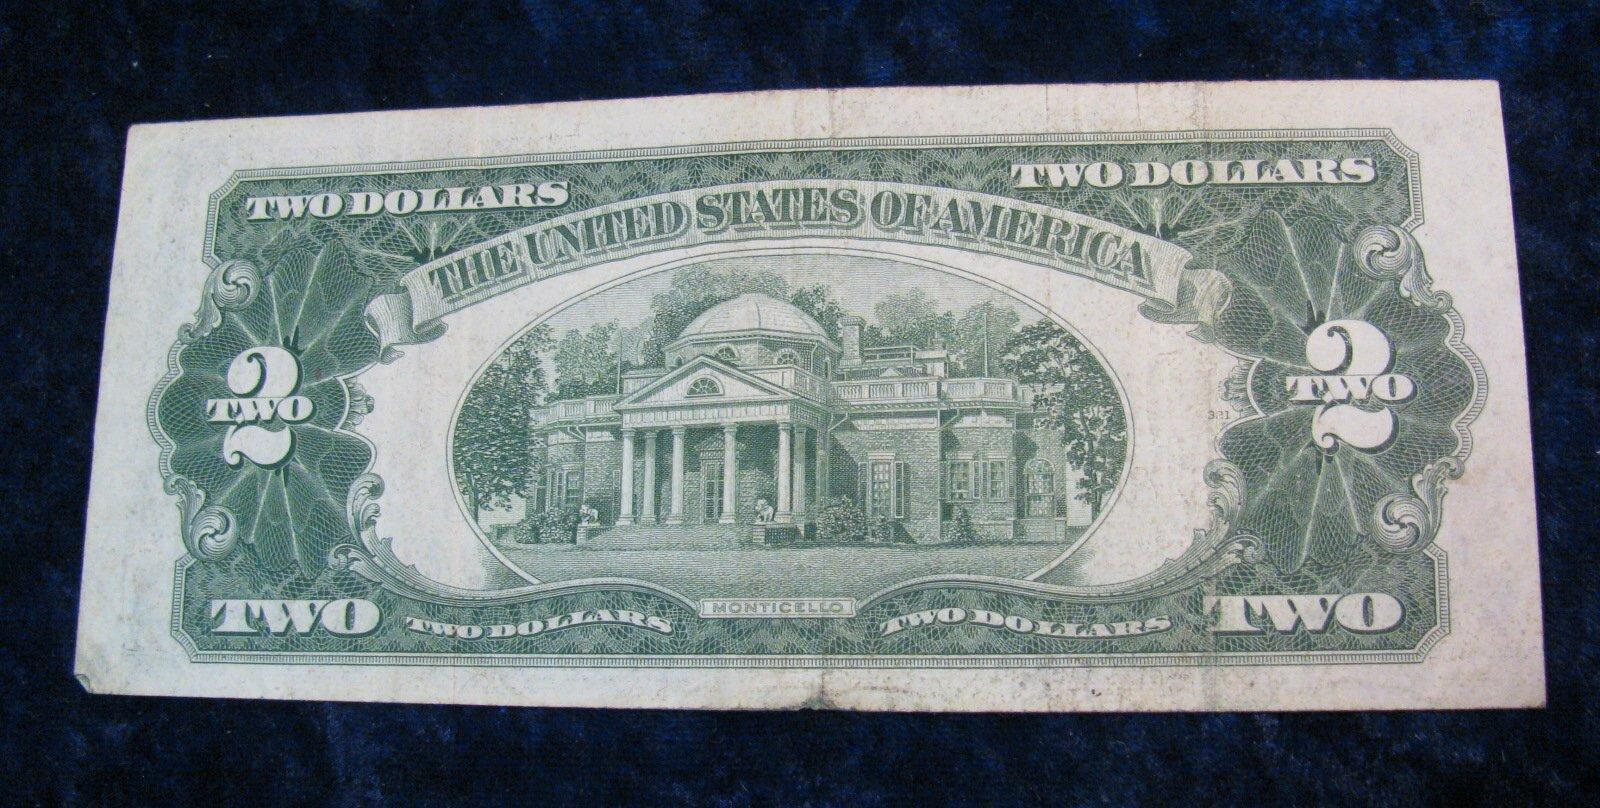 TWO DOLLARS TWO DOLLARS
THE UNITED STATES OF AMERICA
2 2
TWO TWO
321
MONTICELLO
TWO TWO DOLLARS TWO DOLLARS TWO